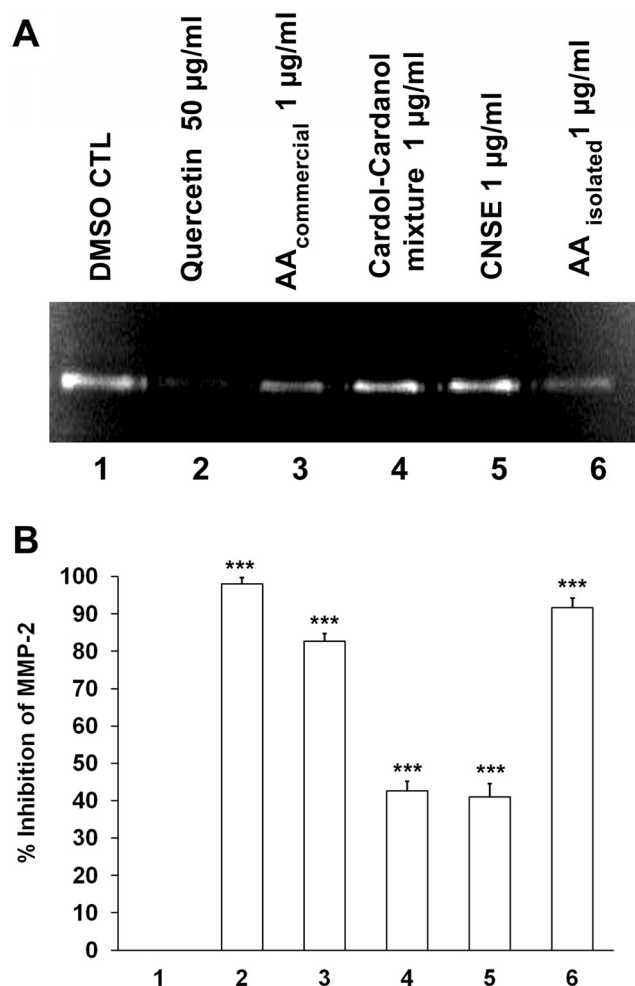 A
DMSO CTL
Quercetin 50 µg/ml
AAcommercial 1 µg/ml
Cardol-Cardanol
mixture 1 µg/ml
CNSE 1 µg/ml
AA isolated 1 µg/ml
1 2 3 4 5 6
B
% Inhibition of MMP-2
100
90
80
70
60
50
40
30
20
10
0
***
***
***
***
***
1 2 3 4 5 6